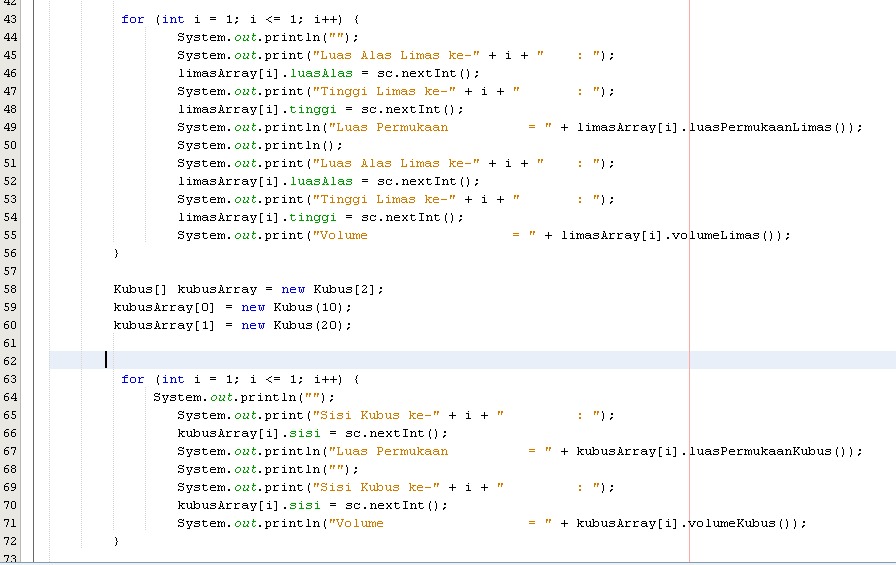 42
43 for (int i = 1; i <= 1; i++) {
44 System.out.println("");
45 System.out.print("Luas Alas Limas ke-" + i + "    : ");
46 limasArray[i].luasAlas = sc.nextInt();
47 System.out.print("Tinggi Limas ke-" + i + "       : ");
48 limasArray[i].tinggi = sc.nextInt();
49 System.out.println("Luas Permukaan          = " + limasArray[i].luasPermukaanLimas());
50 System.out.println();
51 System.out.print("Luas Alas Limas ke-" + i + "    : ");
52 limasArray[i].luasAlas = sc.nextInt();
53 System.out.print("Tinggi Limas ke-" + i + "       : ");
54 limasArray[i].tinggi = sc.nextInt();
55 System.out.print("Volume                  = " + limasArray[i].volumeLimas());
56 }
57
58 Kubus[] kubusArray = new Kubus[2];
59 kubusArray[0] = new Kubus(10);
60 kubusArray[1] = new Kubus(20);
61
62
63 for (int i = 1; i <= 1; i++) {
64 System.out.println("");
65 System.out.print("Sisi Kubus ke-" + i + "         : ");
66 kubusArray[i].sisi = sc.nextInt();
67 System.out.println("Luas Permukaan          = " + kubusArray[i].luasPermukaanKubus());
68 System.out.println("");
69 System.out.print("Sisi Kubus ke-" + i + "         : ");
70 kubusArray[i].sisi = sc.nextInt();
71 System.out.println("Volume                  = " + kubusArray[i].volumeKubus());
72 }
73